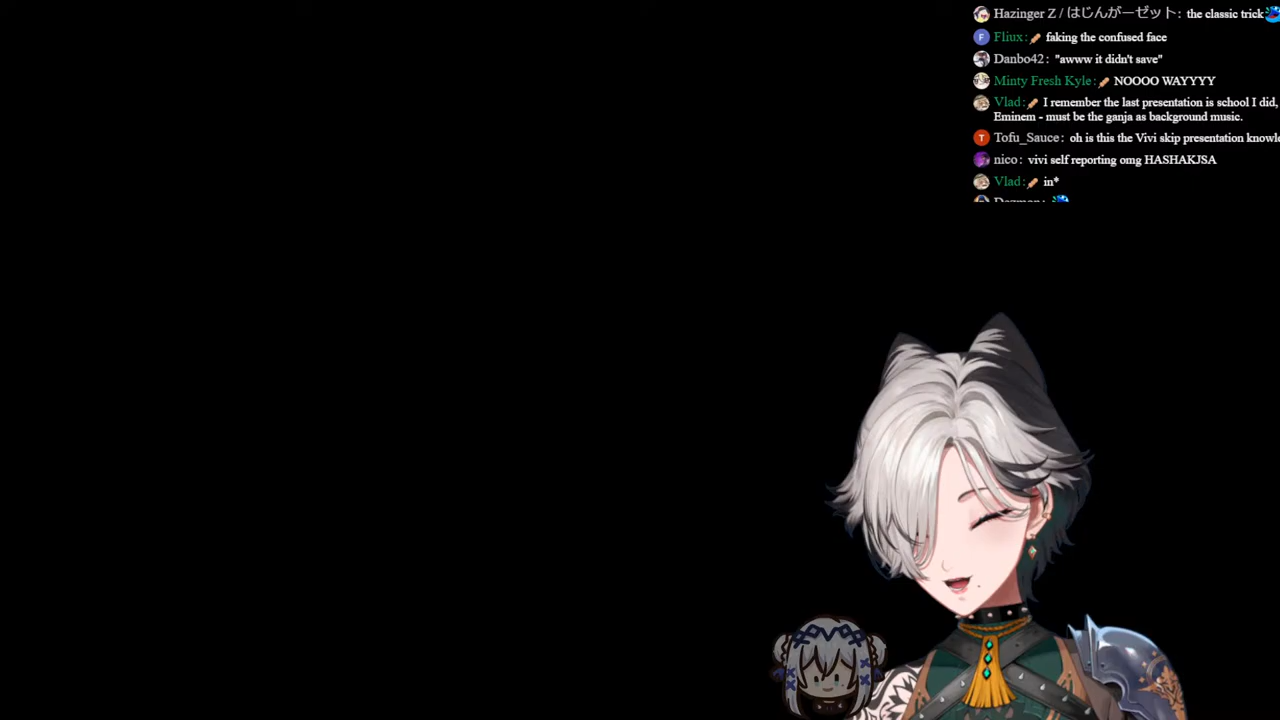 Hazinger Z / はじんがーゼット: the classic trick
Fliux: faking the confused face
Danbo42: "awww it didn't save"
Minty Fresh Kyle: NOOOO WAYYYY
Vlad: I remember the last presentation is school I did,
Eminem - must be the ganja as background music.
Tofu_Sauce: oh is this the Vivi skip presentation knowle
nico: vivi self reporting omg HASHAKJSA
Vlad: in*